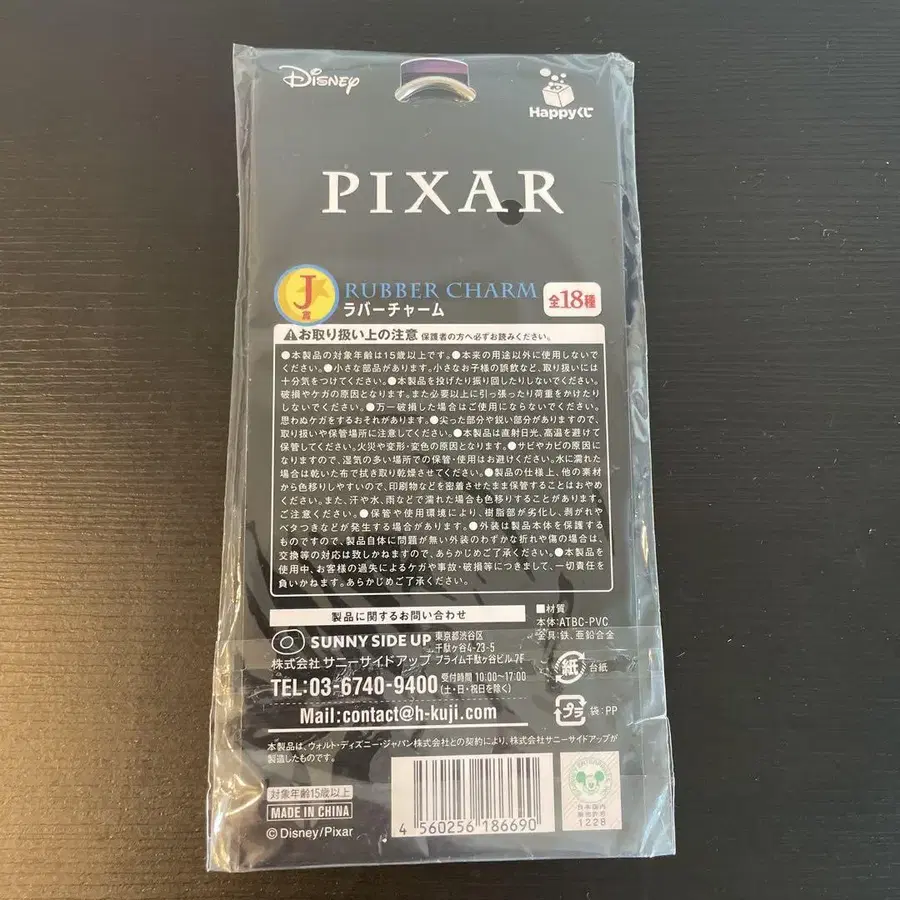 Disney
Happyくじ
PIXAR
J賞
RUBBER CHARM
ラバーチャーム
全18種
お取り扱い上の注意 保護者の方へ必ずお読みください。
●本製品の対象年齢は15歳以上です。●本来の用途以外に使用しないで
ください。●小さな部品があります。小さなお子様の誤飲など、取り扱いには
十分気をつけてください。●本製品を投げたり振り回したりしないでください。
破損やケガの原因となります。また必要以上に引っ張ったり荷重をかけたり
しないでください。●万一破損した場合はご使用にならないでください。
思わぬケガをするおそれがあります。●尖った部分や鋭い部分がありますので、
取り扱いや保管場所に注意してください。●本製品は直射日光、高温を避けて
保管してください。火災や変形・変色の原因となります。●サビやカビの原因に
なりますので、湿気の多い場所での保管・使用はお避けください。水に濡れた
場合は乾いた布で拭き取り乾燥させてください。●製品の仕様上、他の素材
から色移りしやすいので、印刷物などを密着させたまま保管することはおやめ
ください。また、汗や水、雨などで濡れた場合も色移りすることがあります。
ご注意ください。●保管や使用環境により、樹脂部が劣化し、剥がれや
ベタつきなどが発生する場合があります。●外装は製品本体を保護する
ものですので、製品自体に問題が無い外装のわずかな折れや傷の場合は、
交換等の対応は致しかねますので、あらかじめご了承ください。●本製品を
使用中、お客様の過失によるケガや事故・破損等につきまして、一切責任を
負いかねます。あらかじめご了承ください。
製品に関するお問い合わせ
SUNNY SIDE UP
株式会社 サニーサイドアップ
東京都渋谷区
千駄ヶ谷4-23-5
プライム千駄ヶ谷ビル 7F
TEL:03-6740-9400
受付時間 10:00〜17:00
(土・日・祝日を除く)
Mail:contact@h-kuji.com
■材質
本体:ATBC-PVC
金具:鉄、亜鉛合金
紙 台紙
プラ 袋:PP
本製品は、ウォルト・ディズニー・ジャパン株式会社との契約により、株式会社サニーサイドアップが
製造したものです。
対象年齢15歳以上
MADE IN CHINA
© Disney/Pixar
4 560256 186690
日本国内
販売許諾
1228